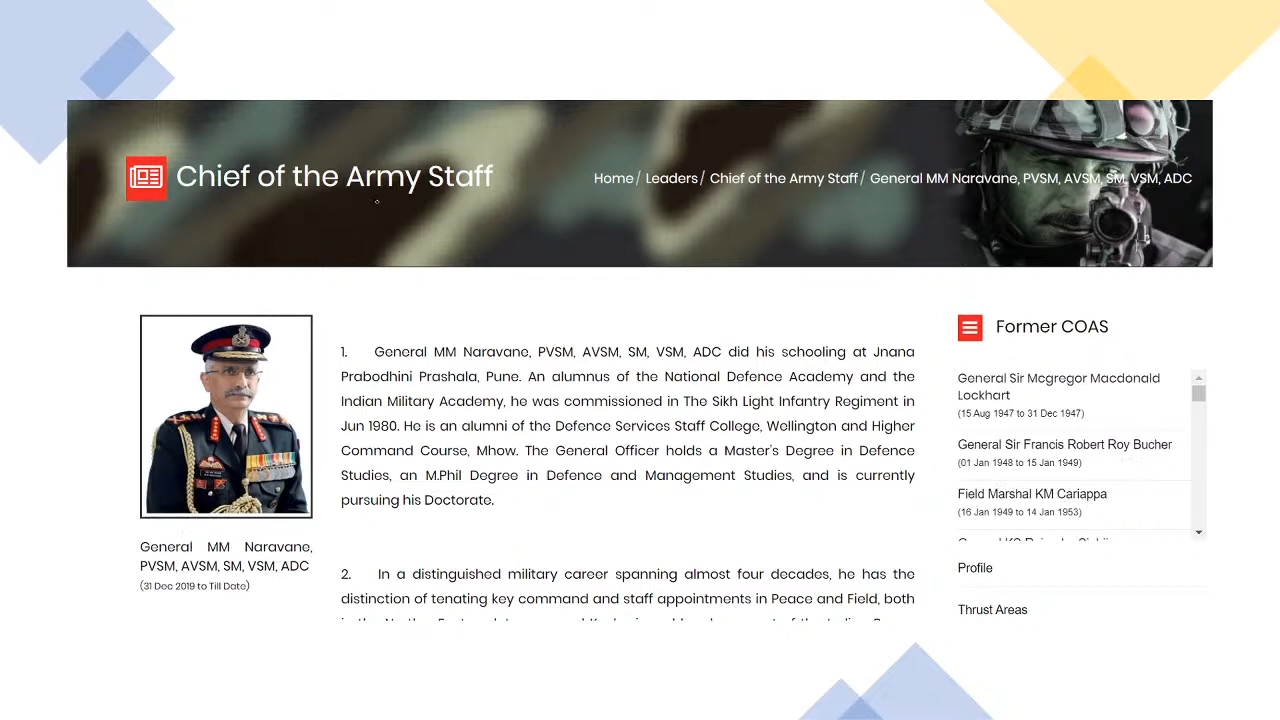 Chief of the Army Staff
Home / Leaders / Chief of the Army Staff / General MM Naravane, PVSM, AVSM, SM, VSM, ADC
General MM Naravane,
PVSM, AVSM, SM, VSM, ADC
(31 Dec 2019 to Till Date)
1. General MM Naravane, PVSM, AVSM, SM, VSM, ADC did his schooling at Jnana
Prabodhini Prashala, Pune. An alumnus of the National Defence Academy and the
Indian Military Academy, he was commissioned in The Sikh Light Infantry Regiment in
Jun 1980. He is an alumni of the Defence Services Staff College, Wellington and Higher
Command Course, Mhow. The General Officer holds a Master's Degree in Defence
Studies, an M.Phil Degree in Defence and Management Studies, and is currently
pursuing his Doctorate.
2. In a distinguished military career spanning almost four decades, he has the
distinction of tenating key command and staff appointments in Peace and Field, both
Former COAS
General Sir Mcgregor Macdonald
Lockhart
(15 Aug 1947 to 31 Dec 1947)
General Sir Francis Robert Roy Bucher
(01 Jan 1948 to 15 Jan 1949)
Field Marshal KM Cariappa
(16 Jan 1949 to 14 Jan 1953)
Profile
Thrust Areas